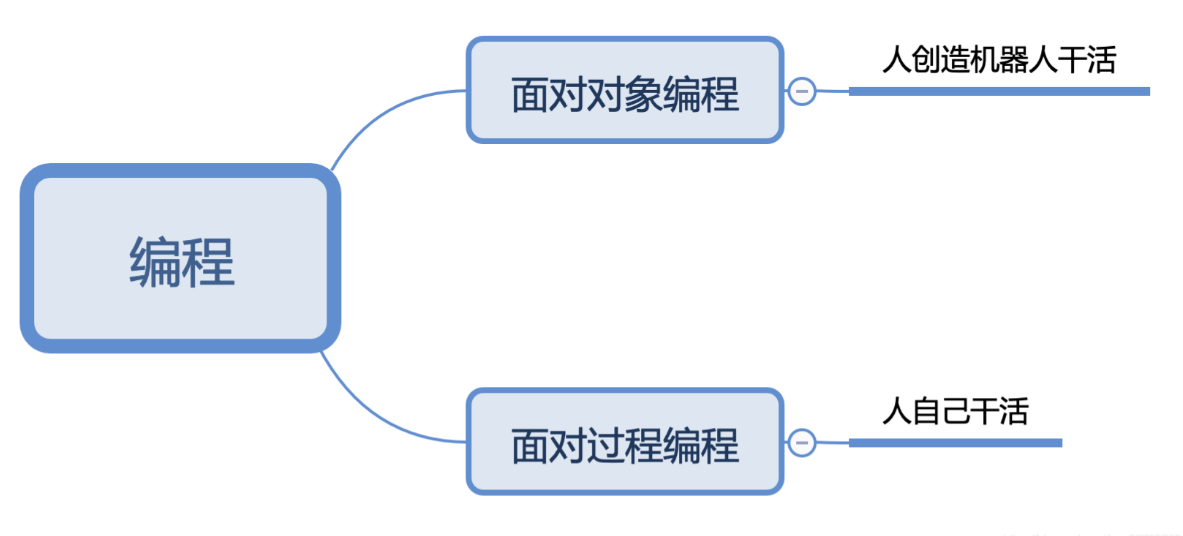 人创造机器人干活
面对对象编程
编程
人自己干活
面对过程编程